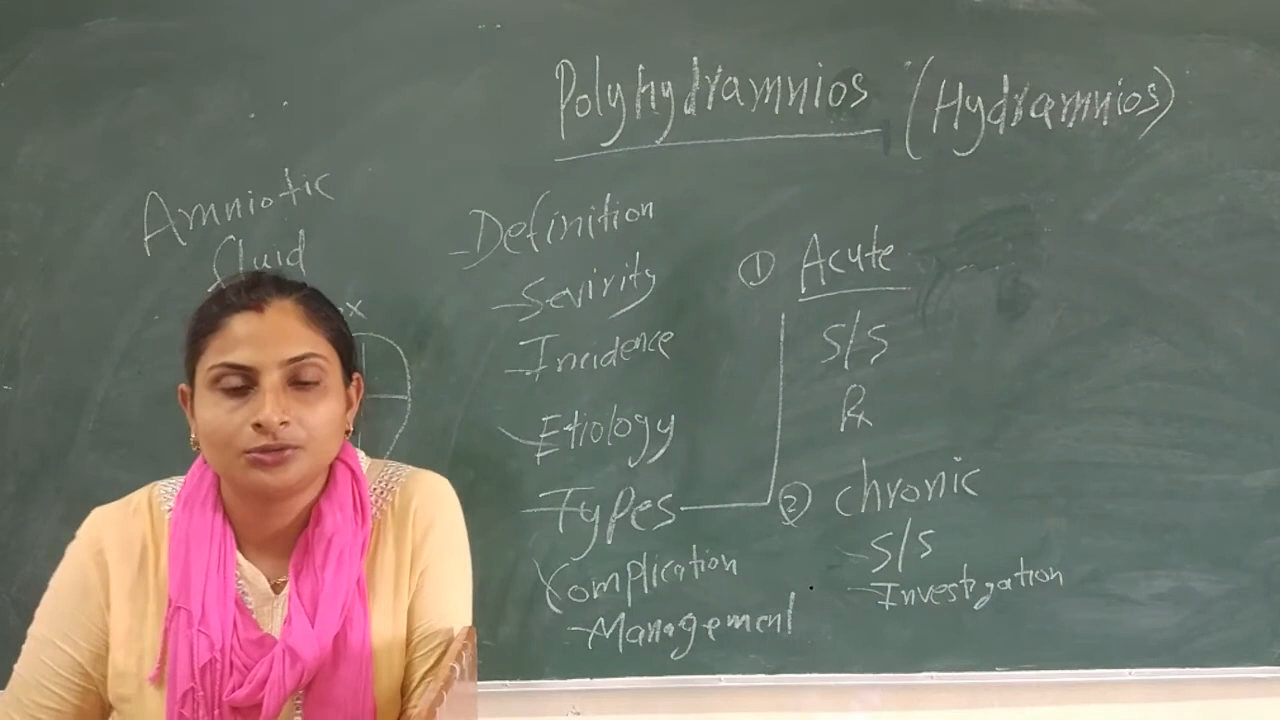 Polyhydramnios (Hydramnios)
Amniotic
fluid
x
- Definition
- Sevirity
- Incidence
- Etiology
- Types
Complication
- Management
① Acute
S/S
Rx
② chronic
- S/S
- Investigation